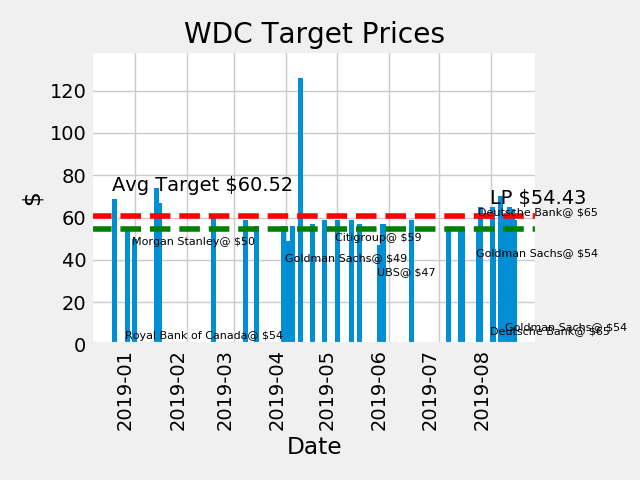 WDC Target Prices
120
100
80
60
40
20
0
$
Avg Target $60.52
LP $54.43
Deutsche Bank@ $65
Morgan Stanley@ $50
Citigroup@ $59
Goldman Sachs@ $54
Goldman Sachs@ $49
UBS@ $47
Goldman Sachs@ $54
Deutsche Bank@ $65
Royal Bank of Canada@ $54
2019-01
2019-02
2019-03
2019-04
2019-05
2019-06
2019-07
2019-08
Date